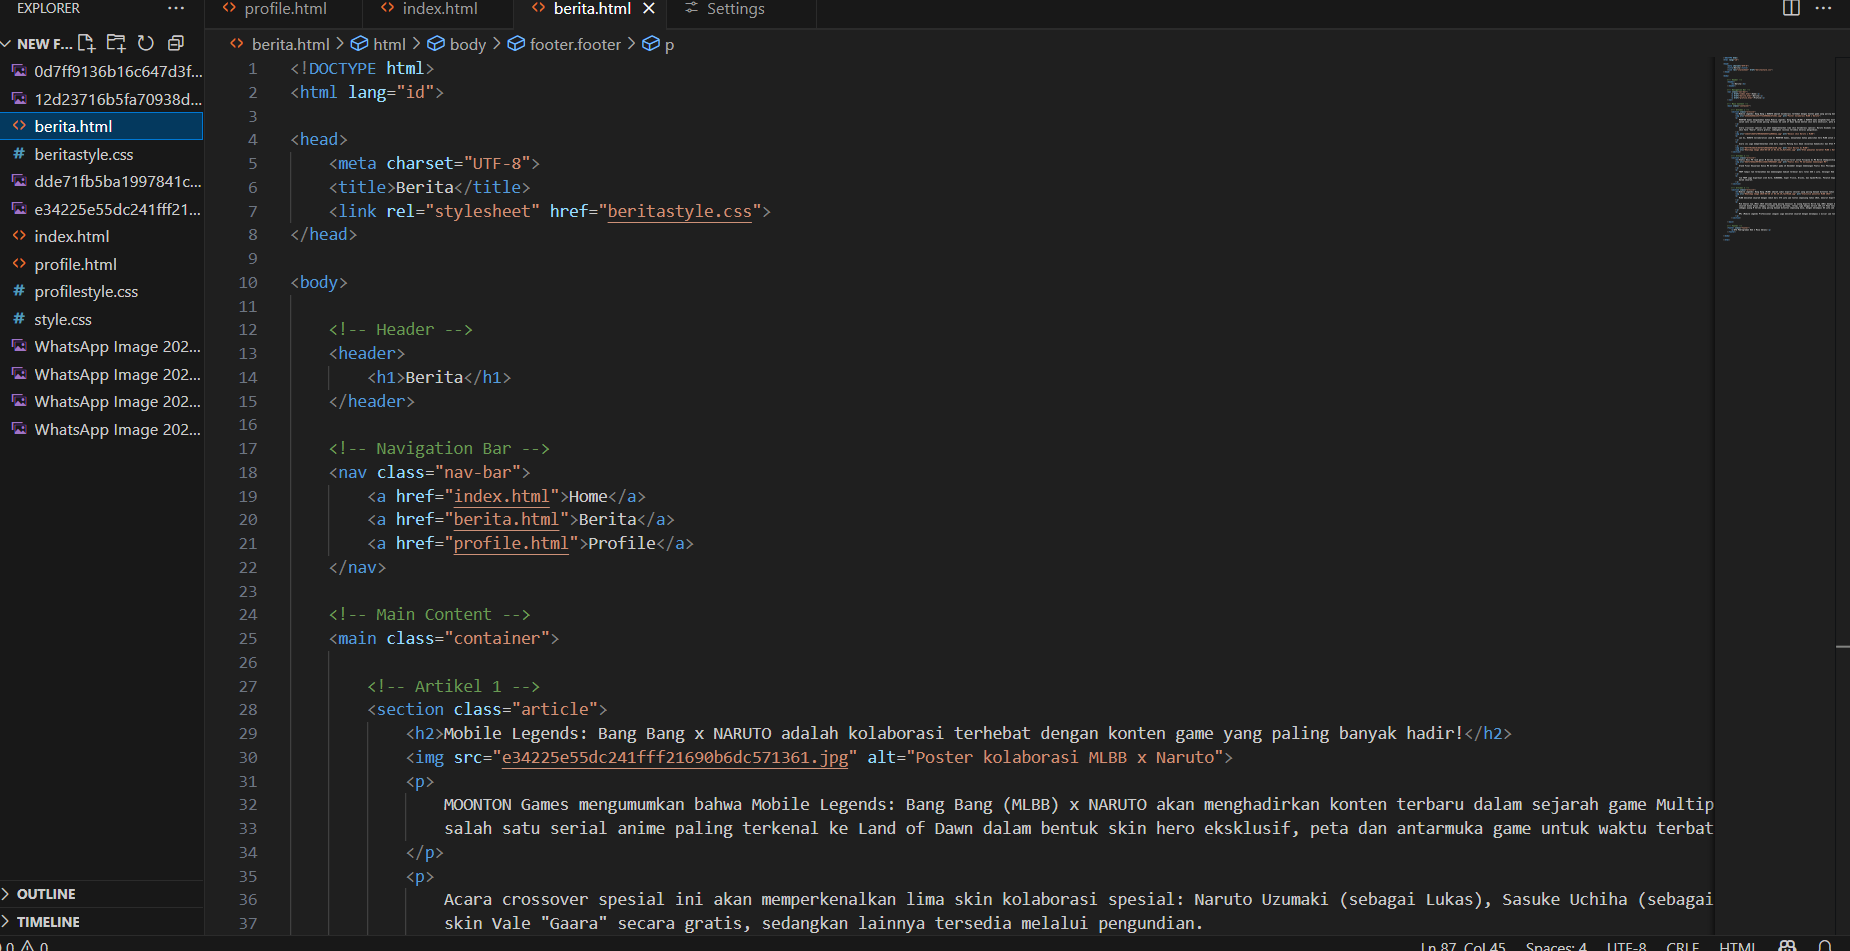 EXPLORER
profile.html
index.html
berita.html
Settings
NEW F...
0d7ff9136b16c647d3f...
12d23716b5fa70938d...
berita.html
beritastyle.css
dde71fb5ba1997841c...
e34225e55dc241fff21...
index.html
profile.html
profilestyle.css
style.css
WhatsApp Image 202...
WhatsApp Image 202...
WhatsApp Image 202...
WhatsApp Image 202...
OUTLINE
TIMELINE
berita.html > html > body > footer.footer > p
1 <!DOCTYPE html>
2 <html lang="id">
3
4 <head>
5 <meta charset="UTF-8">
6 <title>Berita</title>
7 <link rel="stylesheet" href="beritastyle.css">
8 </head>
9
10 <body>
11
12 <!-- Header -->
13 <header>
14 <h1>Berita</h1>
15 </header>
16
17 <!-- Navigation Bar -->
18 <nav class="nav-bar">
19 <a href="index.html">Home</a>
20 <a href="berita.html">Berita</a>
21 <a href="profile.html">Profile</a>
22 </nav>
23
24 <!-- Main Content -->
25 <main class="container">
26
27 <!-- Artikel 1 -->
28 <section class="article">
29 <h2>Mobile Legends: Bang Bang x NARUTO adalah kolaborasi terhebat dengan konten game yang paling banyak hadir!</h2>
30 <img src="e34225e55dc241fff21690b6dc571361.jpg" alt="Poster kolaborasi MLBB x Naruto">
31 <p>
32 MOONTON Games mengumumkan bahwa Mobile Legends: Bang Bang (MLBB) x NARUTO akan menghadirkan konten terbaru dalam sejarah game Multip
33 salah satu serial anime paling terkenal ke Land of Dawn dalam bentuk skin hero eksklusif, peta dan antarmuka game untuk waktu terbat
34 </p>
35 <p>
36 Acara crossover spesial ini akan memperkenalkan lima skin kolaborasi spesial: Naruto Uzumaki (sebagai Lukas), Sasuke Uchiha (sebagai
37 skin Vale "Gaara" secara gratis, sedangkan lainnya tersedia melalui pengundian.
0 0 Ln 87, Col 45 Spaces: 4 UTF-8 CRLF HTML